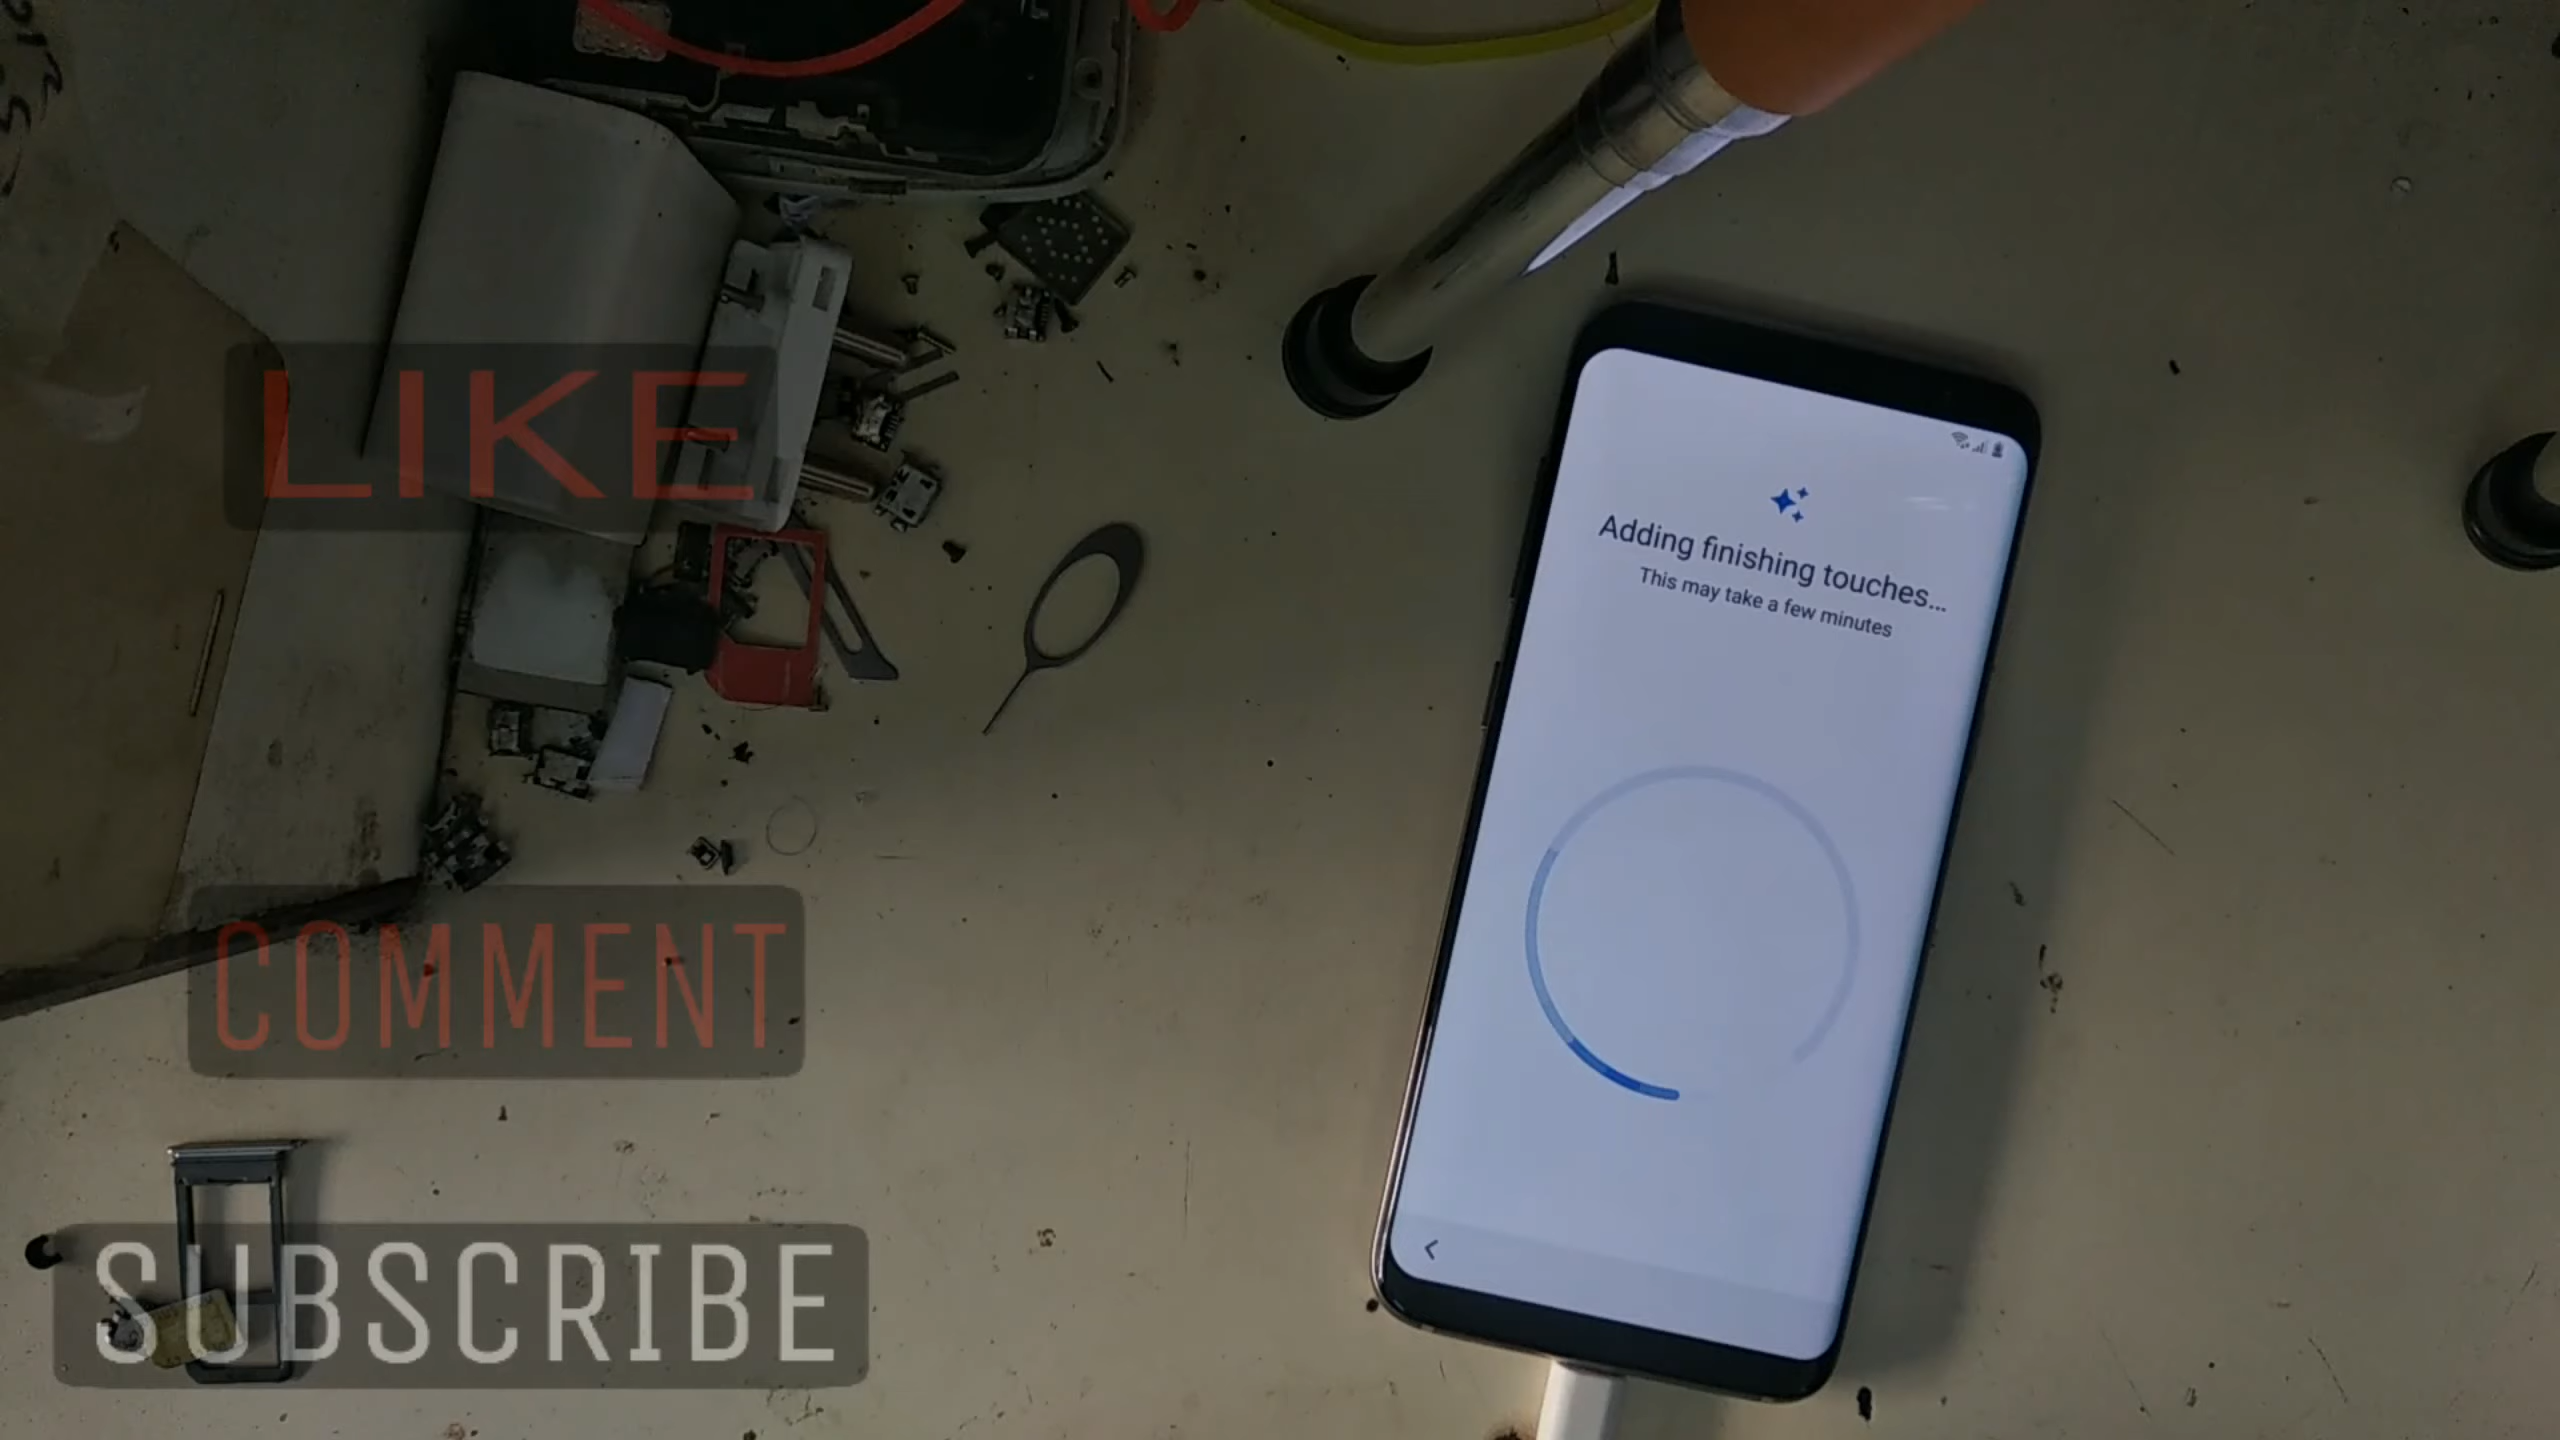 LIKE
COMMENT
SUBSCRIBE
Adding finishing touches...
This may take a few minutes